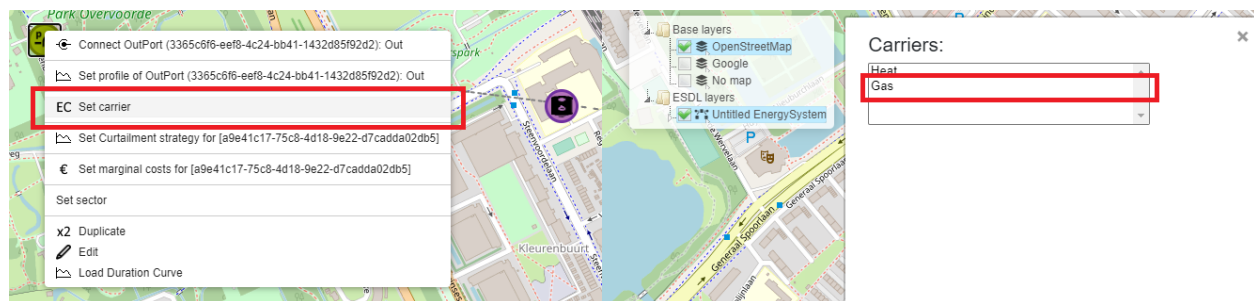 Park Overvoorde
Connect OutPort (3365c6f6-eef8-4c24-bb41-1432d85f92d2): Out
Set profile of OutPort (3365c6f6-eef8-4c24-bb41-1432d85f92d2): Out
EC Set carrier
Set Curtailment strategy for [a9e41c17-75c8-4d18-9e22-d7cadda02db5]
€ Set marginal costs for [a9e41c17-75c8-4d18-9e22-d7cadda02db5]
Set sector
x2 Duplicate
Edit
Load Duration Curve
Steenvoordelaan
Kleurenbuurt
Base layers
OpenStreetMap
Google
No map
ESDL layers
Untitled EnergySystem
P
Generaal Spoorlaan
Generaal Spoorlaan
Carriers:
×
Heat
Gas